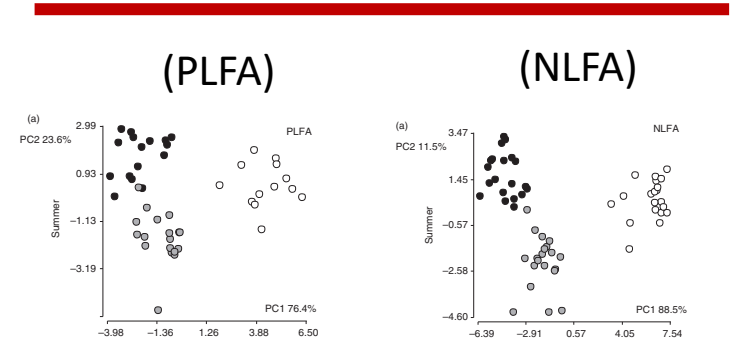 (PLFA)
(NLFA)
(a)
PC2 23.6%
PLFA
2.99
0.93
−1.13
−3.19
Summer
PC1 76.4%
−3.98 −1.36 1.26 3.88 6.50
(a)
PC2 11.5%
NLFA
3.47
1.45
−0.57
−2.58
−4.60
Summer
PC1 88.5%
−6.39 −2.91 0.57 4.05 7.54